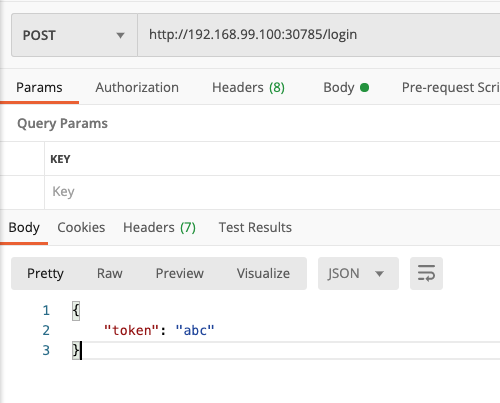 POST http://192.168.99.100:30785/login
Params Authorization Headers (8) Body Pre-request Scri
Query Params
KEY
Key
Body Cookies Headers (7) Test Results
Pretty Raw Preview Visualize JSON
1 {
2 "token": "abc"
3 }